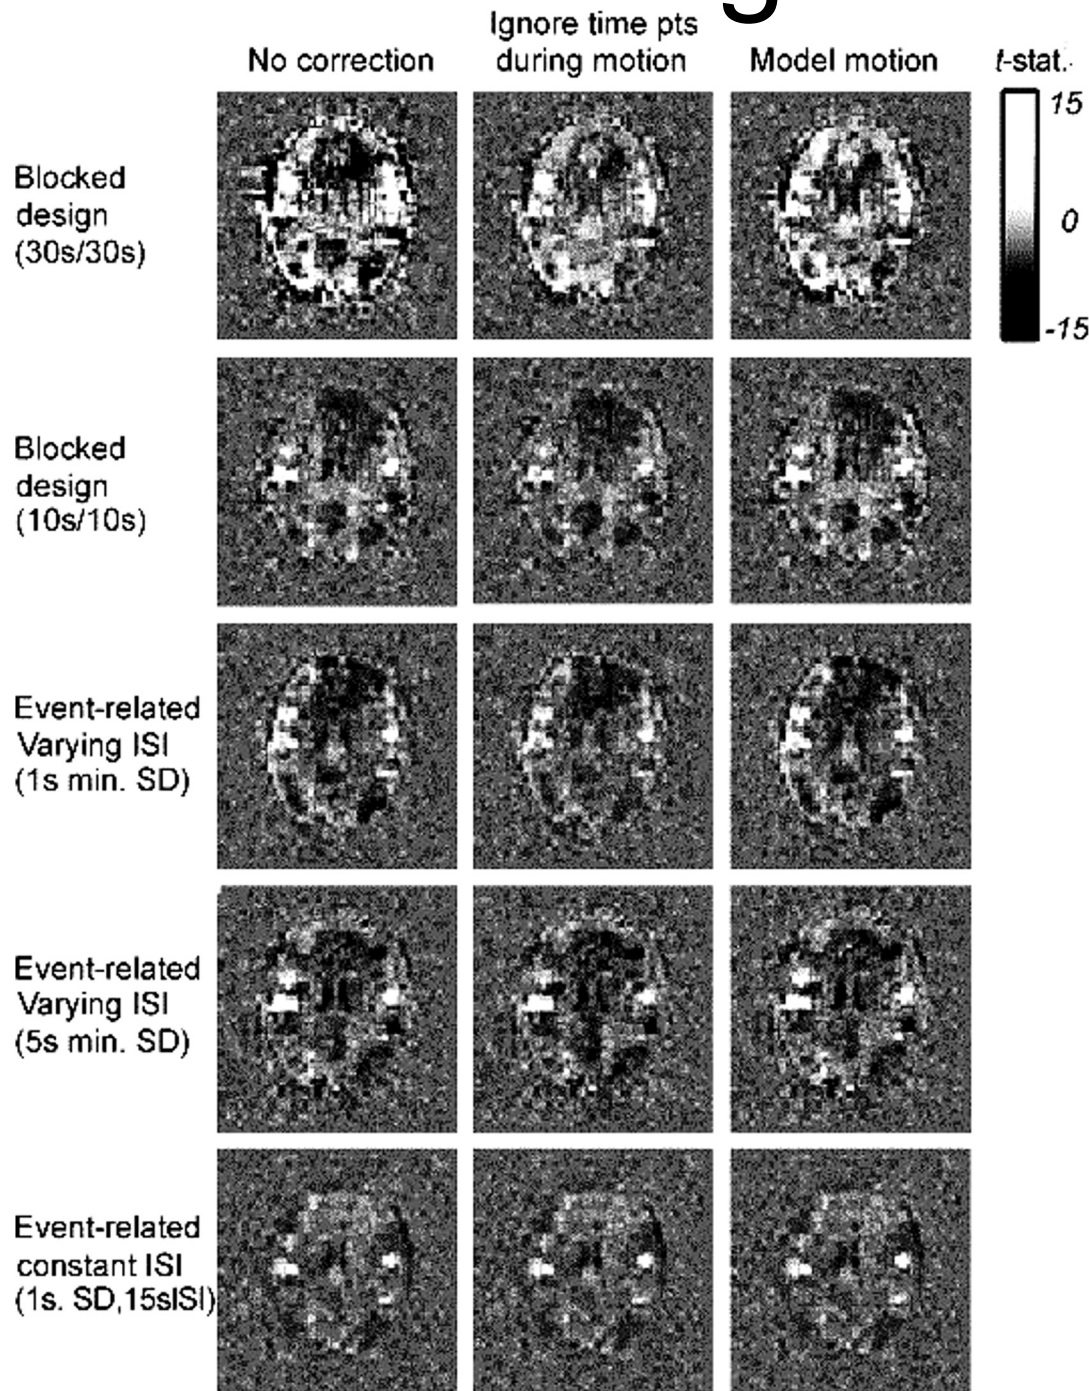 g
Ignore time pts
No correction during motion Model motion t-stat.
15
0
-15
Blocked
design
(30s/30s)
Blocked
design
(10s/10s)
Event-related
Varying ISI
(1s min. SD)
Event-related
Varying ISI
(5s min. SD)
Event-related
constant ISI
(1s. SD,15sISI)